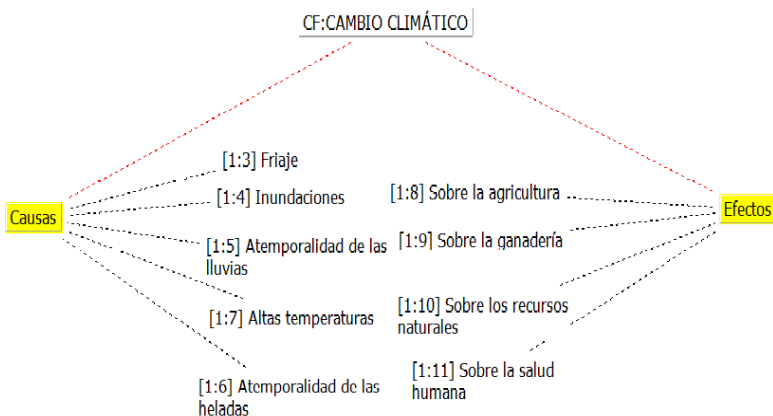 CF:CAMBIO CLIMÁTICO
Causas
[1:3] Friaje
[1:4] Inundaciones
[1:5] Atemporalidad de las
lluvias
[1:7] Altas temperaturas
[1:6] Atemporalidad de las
heladas
[1:8] Sobre la agricultura
[1:9] Sobre la ganadería
[1:10] Sobre los recursos
naturales
[1:11] Sobre la salud
humana
Efectos